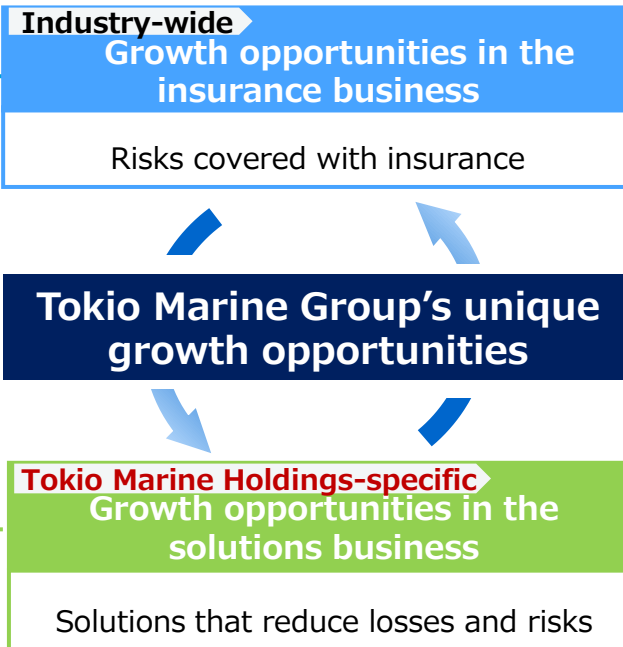 Industry-wide
Growth opportunities in the
insurance business
Risks covered with insurance
Tokio Marine Group’s unique
growth opportunities
Tokio Marine Holdings-specific
Growth opportunities in the
solutions business
Solutions that reduce losses and risks